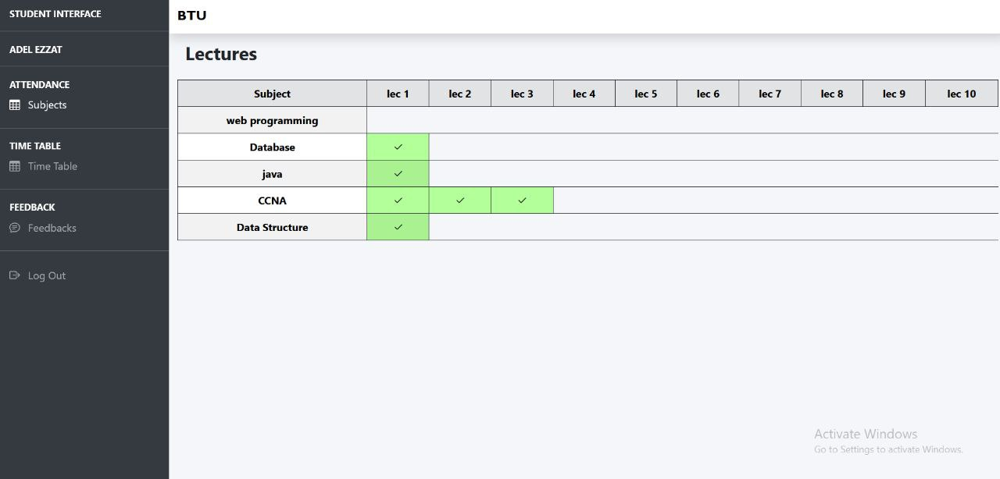 STUDENT INTERFACE
BTU
ADEL EZZAT
Lectures
ATTENDANCE
Subjects
Subject lec 1 lec 2 lec 3 lec 4 lec 5 lec 6 lec 7 lec 8 lec 9 lec 10
web programming
Database ✓
java ✓
CCNA ✓ ✓ ✓
Data Structure ✓
TIME TABLE
Time Table
FEEDBACK
Feedbacks
Log Out
Activate Windows
Go to Settings to activate Windows.